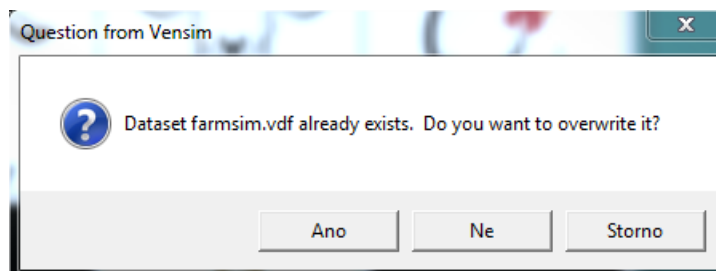 Question from Vensim
Dataset farmsim.vdf already exists.  Do you want to overwrite it?
Ano
Ne
Storno